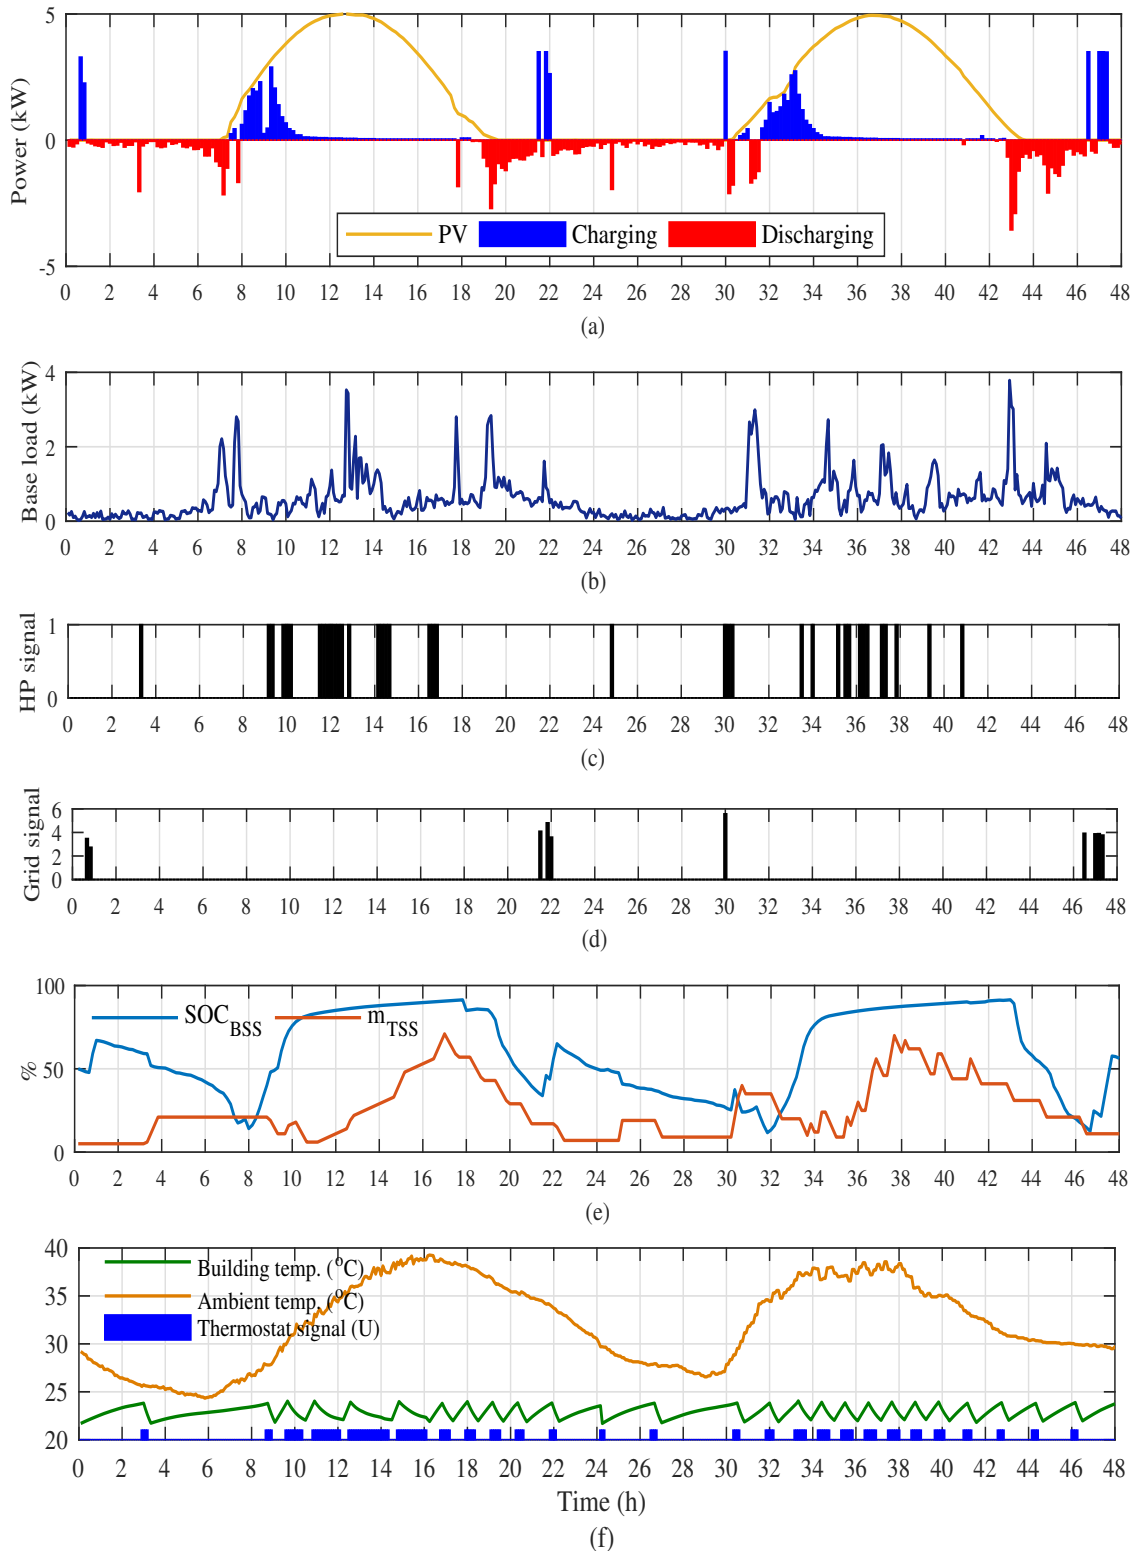 5
0
-5
Power (kW)
PV Charging Discharging
0 2 4 6 8 10 12 14 16 18 20 22 24 26 28 30 32 34 36 38 40 42 44 46 48
(a)
4
2
0
Base load (kW)
0 2 4 6 8 10 12 14 16 18 20 22 24 26 28 30 32 34 36 38 40 42 44 46 48
(b)
1
0
HP signal
0 2 4 6 8 10 12 14 16 18 20 22 24 26 28 30 32 34 36 38 40 42 44 46 48
(c)
6
4
2
0
Grid signal
0 2 4 6 8 10 12 14 16 18 20 22 24 26 28 30 32 34 36 38 40 42 44 46 48
(d)
100
50
0
%
SOC_BSS m_TSS
0 2 4 6 8 10 12 14 16 18 20 22 24 26 28 30 32 34 36 38 40 42 44 46 48
(e)
40
35
30
25
20
Building temp. (°C)
Ambient temp. (°C)
Thermostat signal (U)
0 2 4 6 8 10 12 14 16 18 20 22 24 26 28 30 32 34 36 38 40 42 44 46 48
Time (h)
(f)